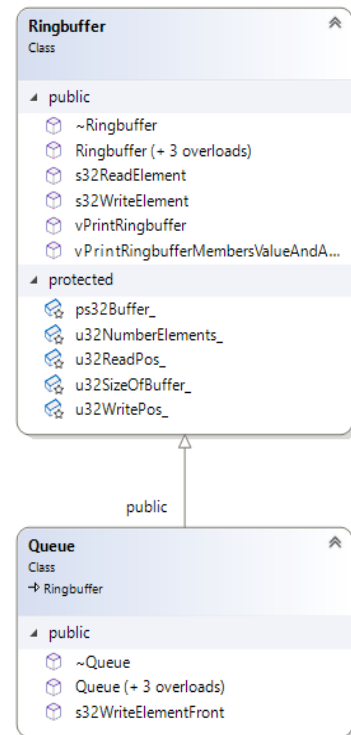 Ringbuffer
Class
public
~Ringbuffer
Ringbuffer (+ 3 overloads)
s32ReadElement
s32WriteElement
vPrintRingbuffer
vPrintRingbufferMembersValueAndA...
protected
ps32Buffer_
u32NumberElements_
u32ReadPos_
u32SizeOfBuffer_
u32WritePos_
public
Queue
Class
Ringbuffer
public
~Queue
Queue (+ 3 overloads)
s32WriteElementFront